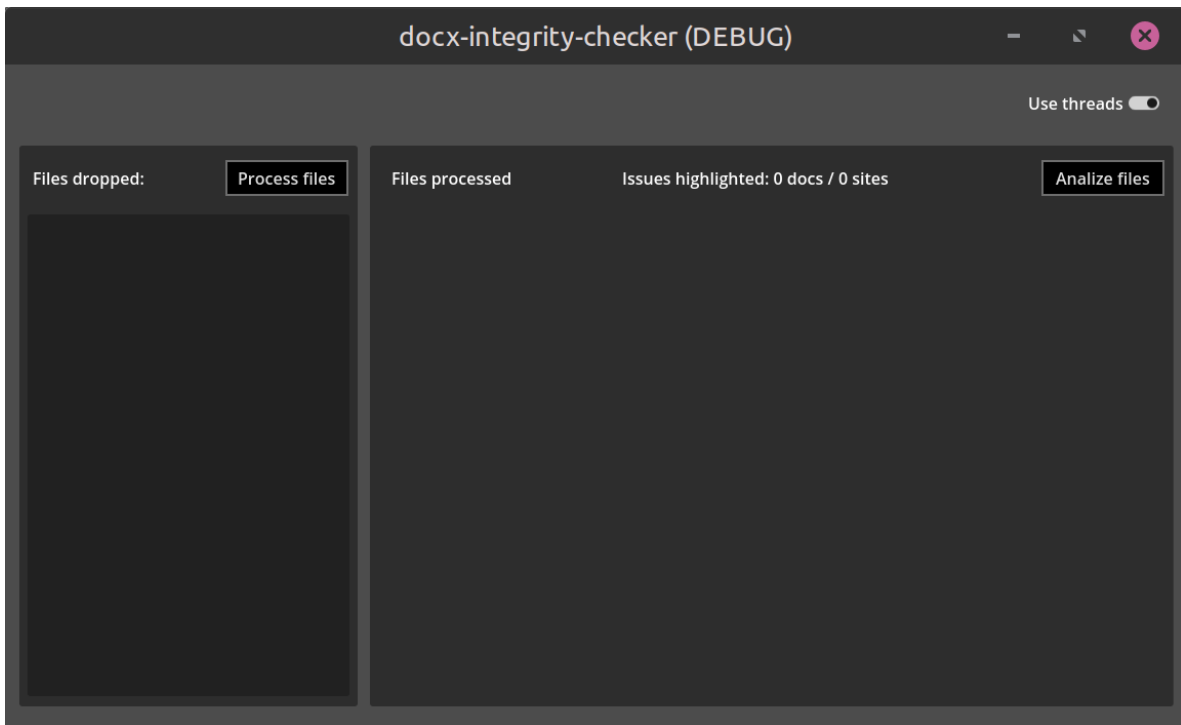 docx-integrity-checker (DEBUG)
Use threads
Files dropped: Process files
Files processed Issues highlighted: 0 docs / 0 sites Analize files